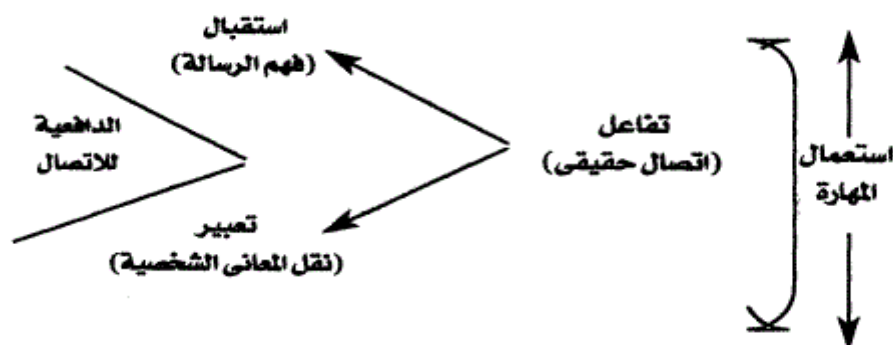 استعمال
المهارة
تفاعل
(اتصال حقيقى)
استقبال
(فهم الرسالة)
تعبير
(نقل المعانى الشخصية)
الدافعية
للاتصال